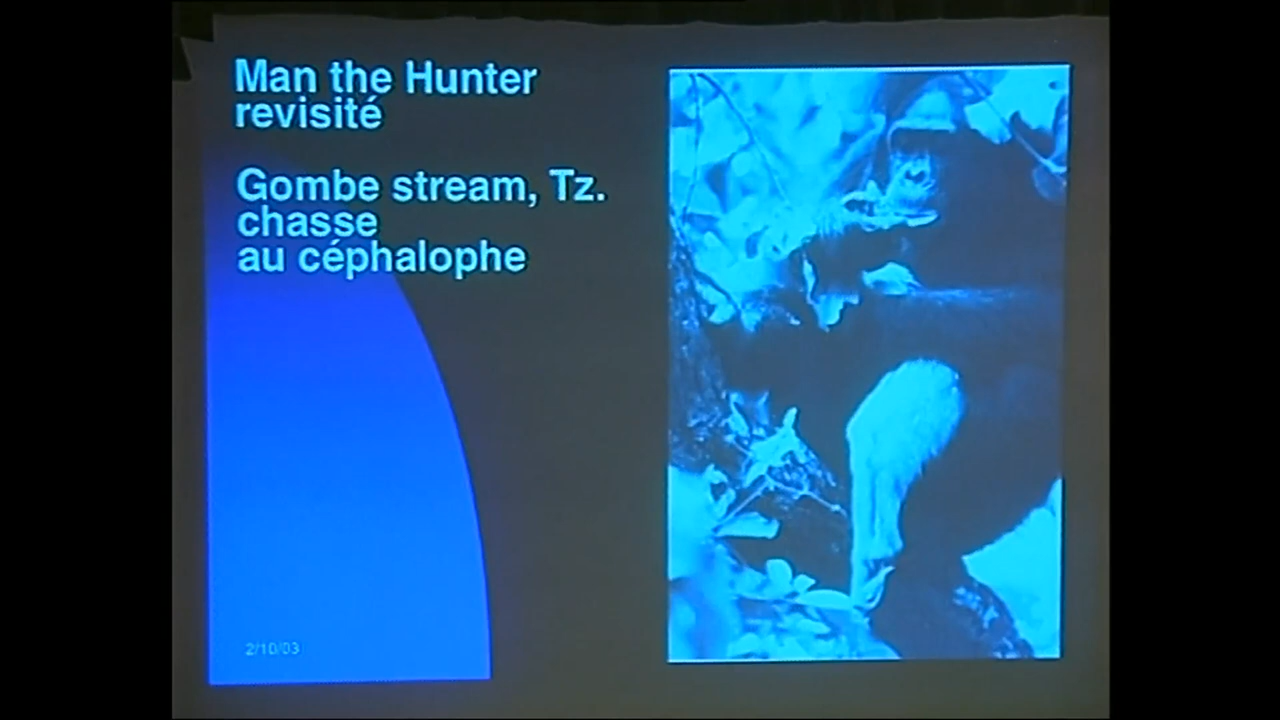 Man the Hunter
revisité
Gombe stream, Tz.
chasse
au céphalophe
2/10/03